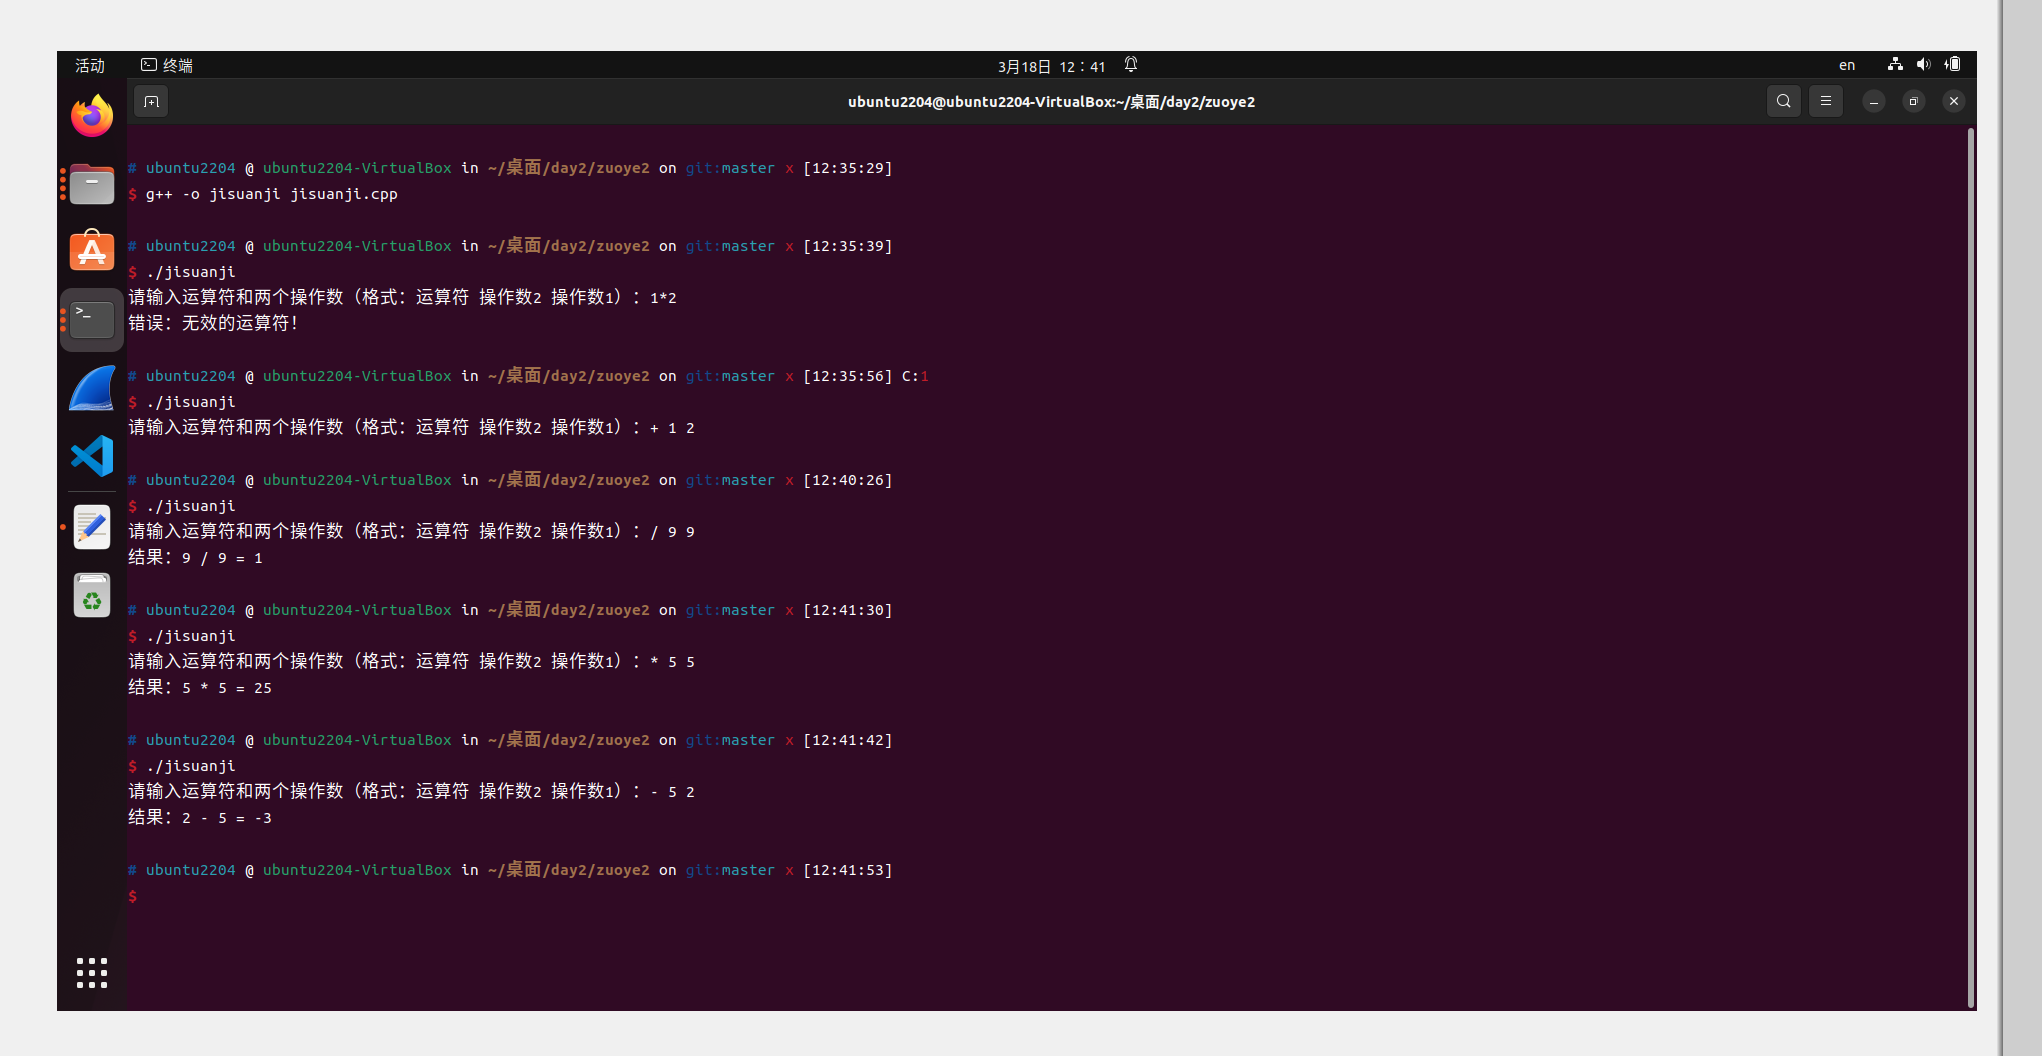 活动 终端 3月18日 12：41 en
ubuntu2204@ubuntu2204-VirtualBox:~/桌面/day2/zuoye2
# ubuntu2204 @ ubuntu2204-VirtualBox in ~/桌面/day2/zuoye2 on git:master x [12:35:29]
$ g++ -o jisuanji jisuanji.cpp
# ubuntu2204 @ ubuntu2204-VirtualBox in ~/桌面/day2/zuoye2 on git:master x [12:35:39]
$ ./jisuanji
请输入运算符和两个操作数（格式：运算符 操作数2 操作数1）：1*2
错误：无效的运算符！
# ubuntu2204 @ ubuntu2204-VirtualBox in ~/桌面/day2/zuoye2 on git:master x [12:35:56] C:1
$ ./jisuanji
请输入运算符和两个操作数（格式：运算符 操作数2 操作数1）：+ 1 2
# ubuntu2204 @ ubuntu2204-VirtualBox in ~/桌面/day2/zuoye2 on git:master x [12:40:26]
$ ./jisuanji
请输入运算符和两个操作数（格式：运算符 操作数2 操作数1）：/ 9 9
结果：9 / 9 = 1
# ubuntu2204 @ ubuntu2204-VirtualBox in ~/桌面/day2/zuoye2 on git:master x [12:41:30]
$ ./jisuanji
请输入运算符和两个操作数（格式：运算符 操作数2 操作数1）：* 5 5
结果：5 * 5 = 25
# ubuntu2204 @ ubuntu2204-VirtualBox in ~/桌面/day2/zuoye2 on git:master x [12:41:42]
$ ./jisuanji
请输入运算符和两个操作数（格式：运算符 操作数2 操作数1）：- 5 2
结果：2 - 5 = -3
# ubuntu2204 @ ubuntu2204-VirtualBox in ~/桌面/day2/zuoye2 on git:master x [12:41:53]
$